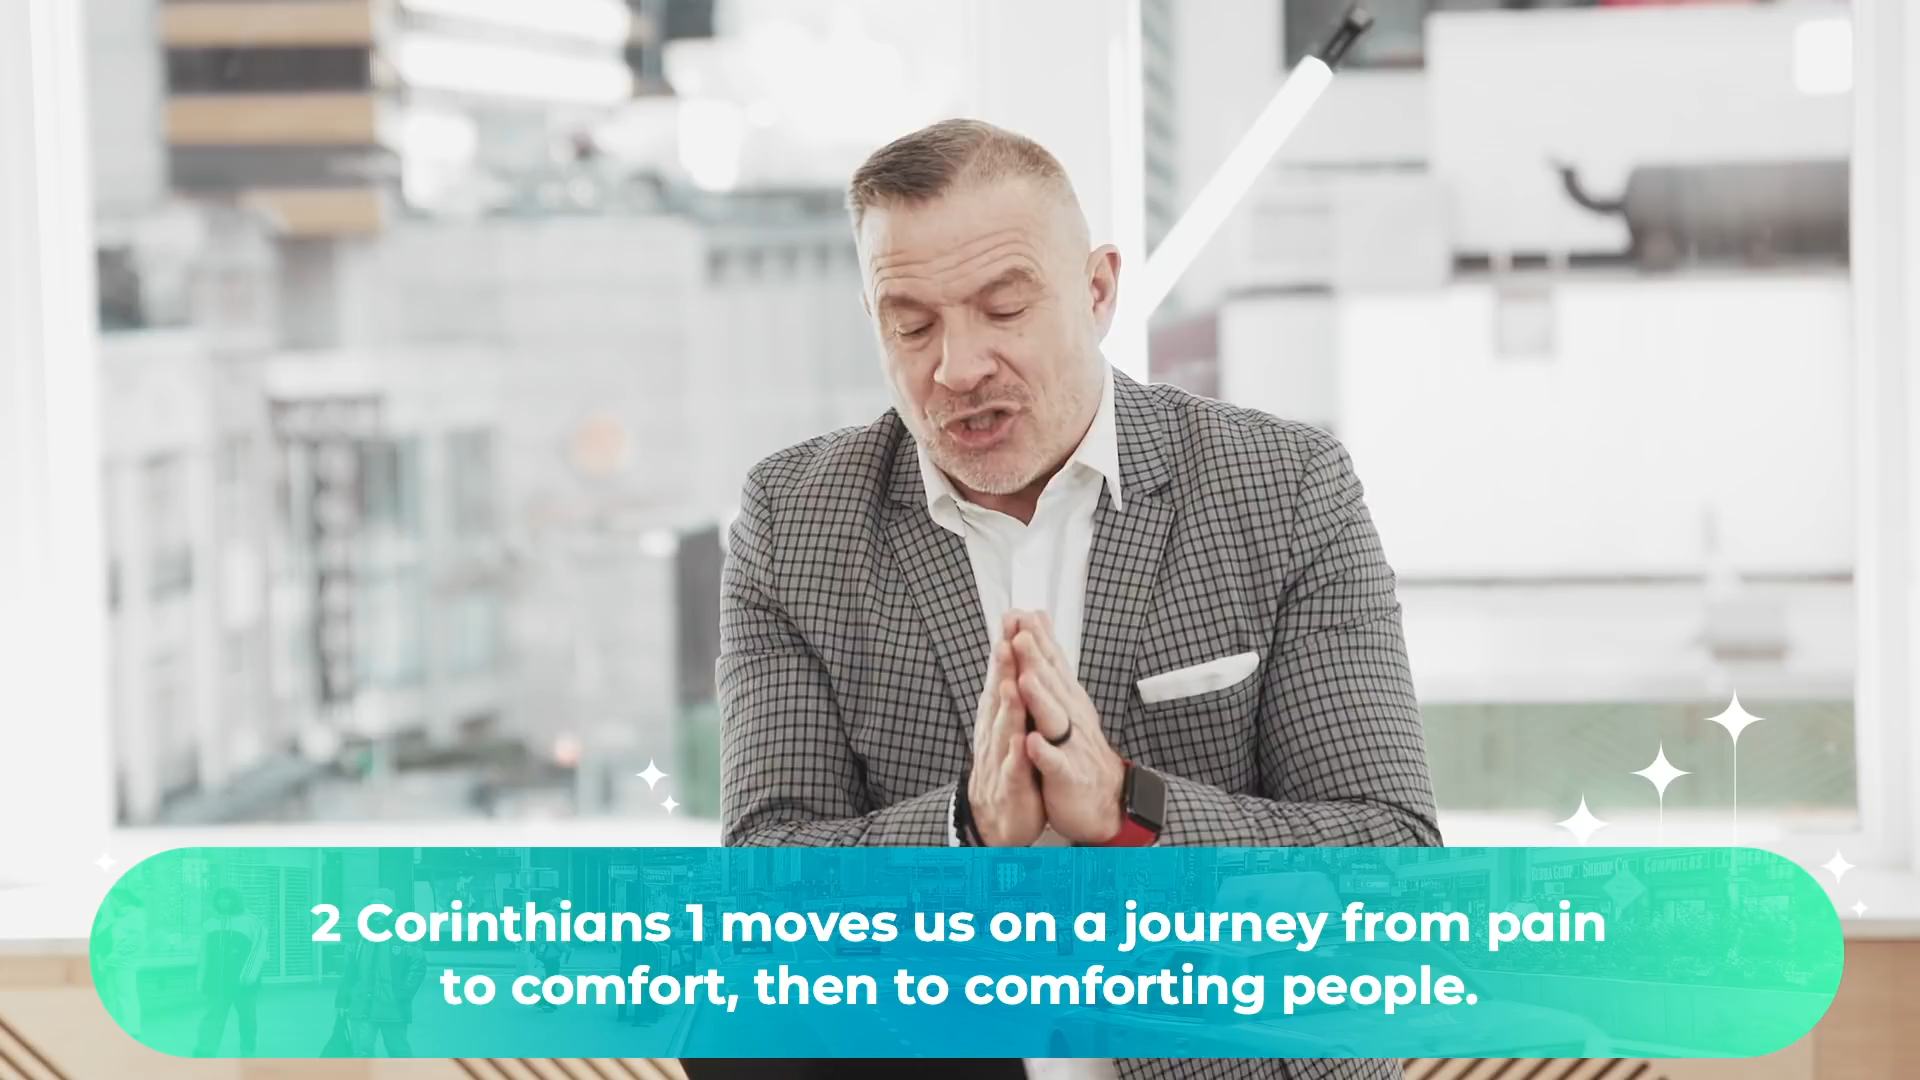 2 Corinthians 1 moves us on a journey from pain
to comfort, then to comforting people.